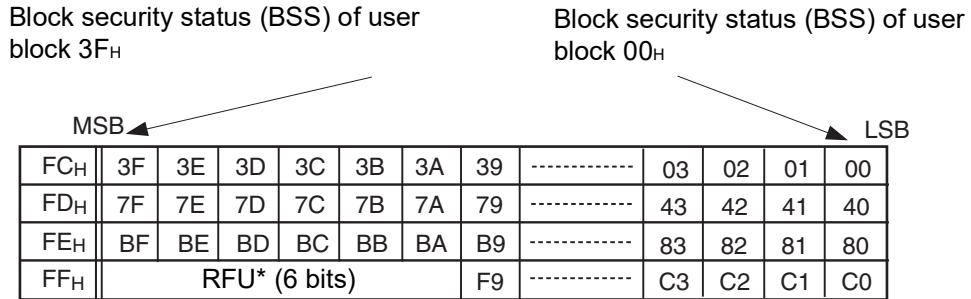 Block security status (BSS) of user
block 3FH
Block security status (BSS) of user
block 00H
MSB LSB
FCH 3F 3E 3D 3C 3B 3A 39 ------------- 03 02 01 00
FDH 7F 7E 7D 7C 7B 7A 79 ------------- 43 42 41 40
FEH BF BE BD BC BB BA B9 ------------- 83 82 81 80
FFH RFU* (6 bits) F9 ------------- C3 C2 C1 C0